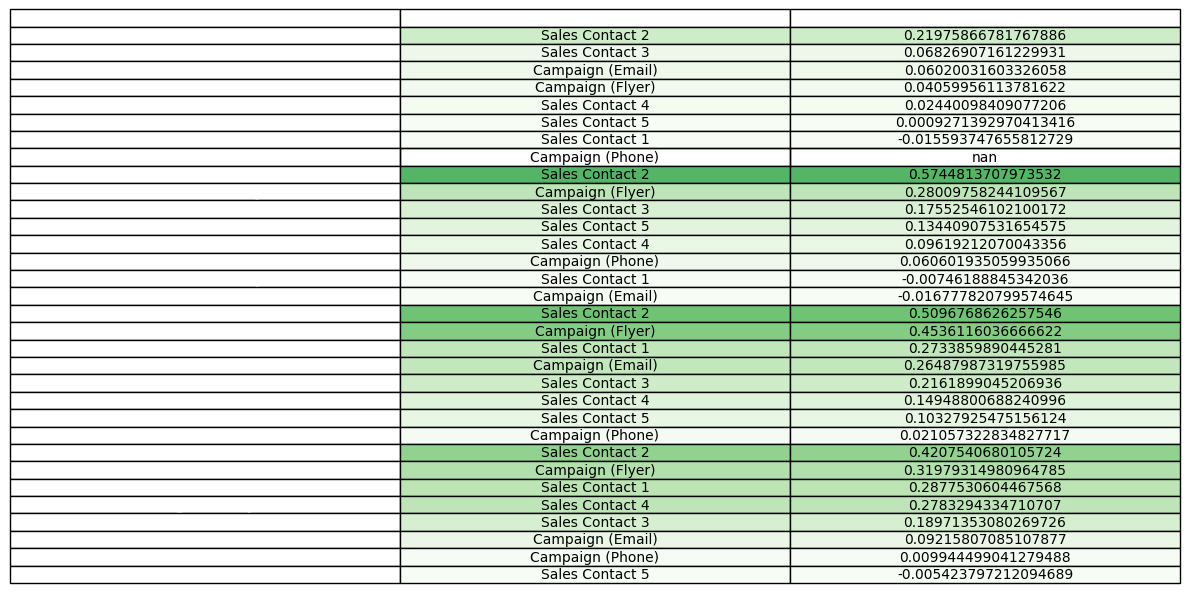 Sales Contact 2 0.21975866781767886
Sales Contact 3 0.06826907161229931
Campaign (Email) 0.06020031603326058
Campaign (Flyer) 0.04059956113781622
Sales Contact 4 0.02440098409077206
Sales Contact 5 0.0009271392970413416
Sales Contact 1 -0.015593747655812729
Campaign (Phone) nan
Sales Contact 2 0.5744813707973532
Campaign (Flyer) 0.28009758244109567
Sales Contact 3 0.17552546102100172
Sales Contact 5 0.13440907531654575
Sales Contact 4 0.09619212070043356
Campaign (Phone) 0.060601935059935066
Sales Contact 1 -0.00746188845342036
Campaign (Email) -0.016777820799574645
Sales Contact 2 0.5096768626257546
Campaign (Flyer) 0.4536116036666622
Sales Contact 1 0.2733859890445281
Campaign (Email) 0.26487987319755985
Sales Contact 3 0.2161899045206936
Sales Contact 4 0.14948800688240996
Sales Contact 5 0.10327925475156124
Campaign (Phone) 0.021057322834827717
Sales Contact 2 0.4207540680105724
Campaign (Flyer) 0.31979314980964785
Sales Contact 1 0.2877530604467568
Sales Contact 4 0.2783294334710707
Sales Contact 3 0.18971353080269726
Campaign (Email) 0.09215807085107877
Campaign (Phone) 0.009944499041279488
Sales Contact 5 -0.005423797212094689